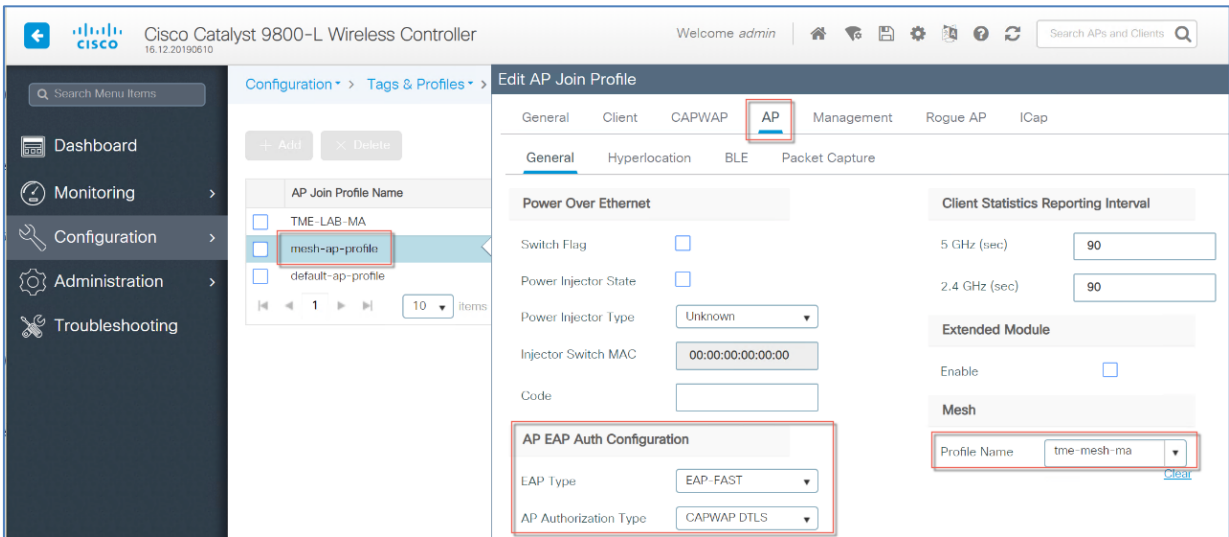 cisco
Cisco Catalyst 9800-L Wireless Controller
16.12.20190610
Welcome admin
Search APs and Clients
Search Menu Items
Dashboard
Monitoring
Configuration
Administration
Troubleshooting
Configuration > Tags & Profiles >
+ Add
× Delete
AP Join Profile Name
TME-LAB-MA
mesh-ap-profile
default-ap-profile
1
10 items
Edit AP Join Profile
General Client CAPWAP AP Management Rogue AP ICap
General Hyperlocation BLE Packet Capture
Power Over Ethernet
Switch Flag
Power Injector State
Power Injector Type Unknown
Injector Switch MAC 00:00:00:00:00:00
Code
AP EAP Auth Configuration
EAP Type EAP-FAST
AP Authorization Type CAPWAP DTLS
Client Statistics Reporting Interval
5 GHz (sec) 90
2.4 GHz (sec) 90
Extended Module
Enable
Mesh
Profile Name tme-mesh-ma
Clear